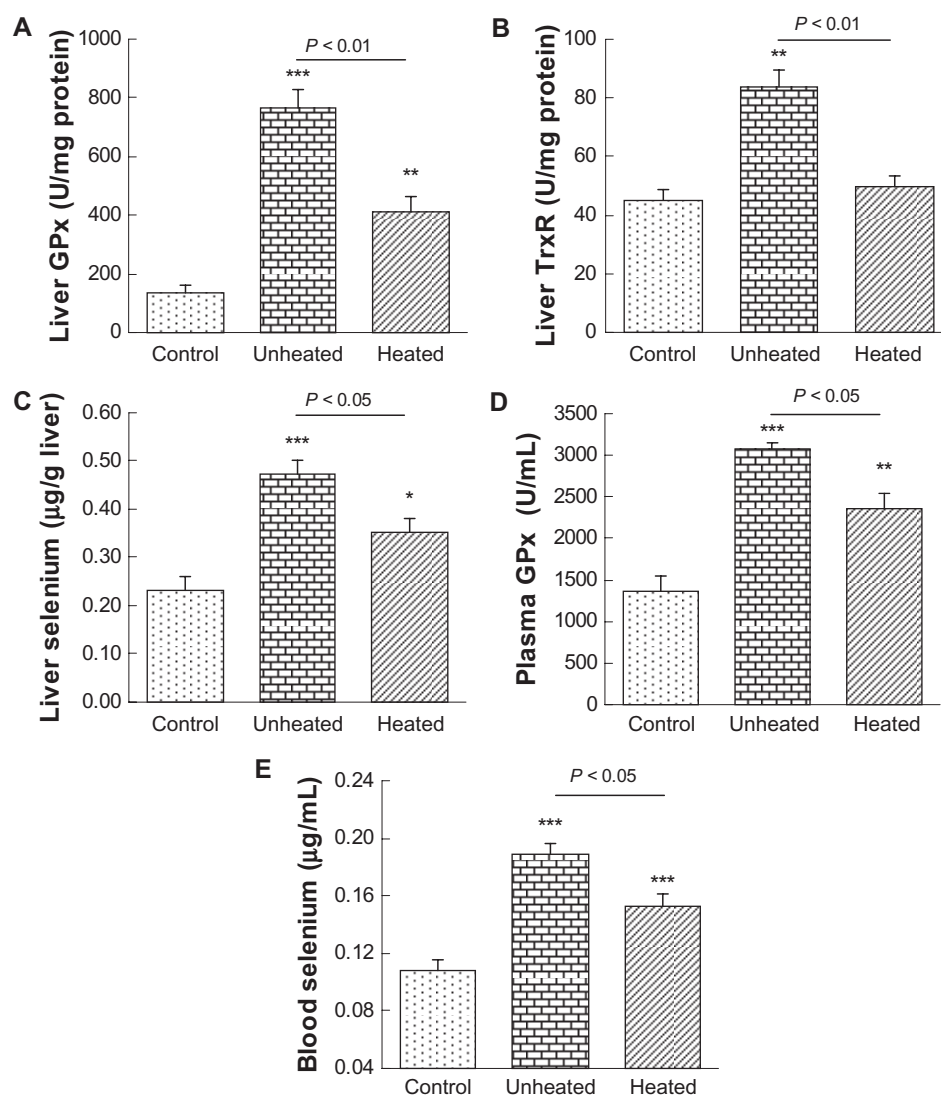 A
Liver GPx (U/mg protein)
1000
800
600
400
200
0
P < 0.01
***
**
Control Unheated Heated
B
Liver TrxR (U/mg protein)
100
80
60
40
20
0
P < 0.01
**
Control Unheated Heated
C
Liver selenium (μg/g liver)
0.60
0.50
0.40
0.30
0.20
0.10
0.00
P < 0.05
***
*
Control Unheated Heated
D
Plasma GPx (U/mL)
3500
3000
2500
2000
1500
1000
500
0
P < 0.05
***
**
Control Unheated Heated
E
Blood selenium (μg/mL)
0.24
0.20
0.16
0.12
0.08
0.04
P < 0.05
***
***
Control Unheated Heated